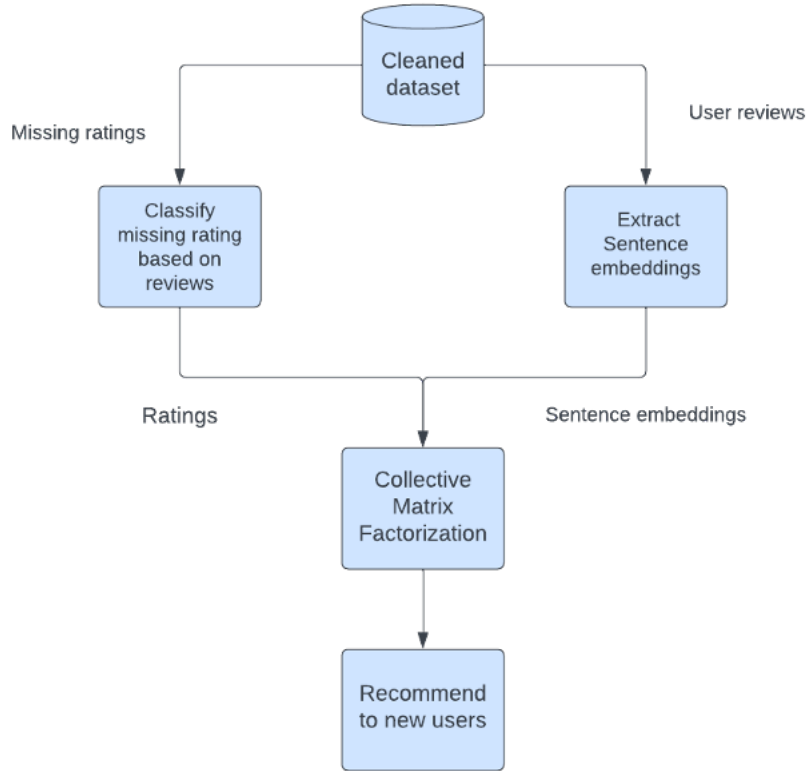 Cleaned
dataset
User reviews
Missing ratings
Classify
missing rating
based on
reviews
Extract
Sentence
embeddings
Ratings
Sentence embeddings
Collective
Matrix
Factorization
Recommend
to new users